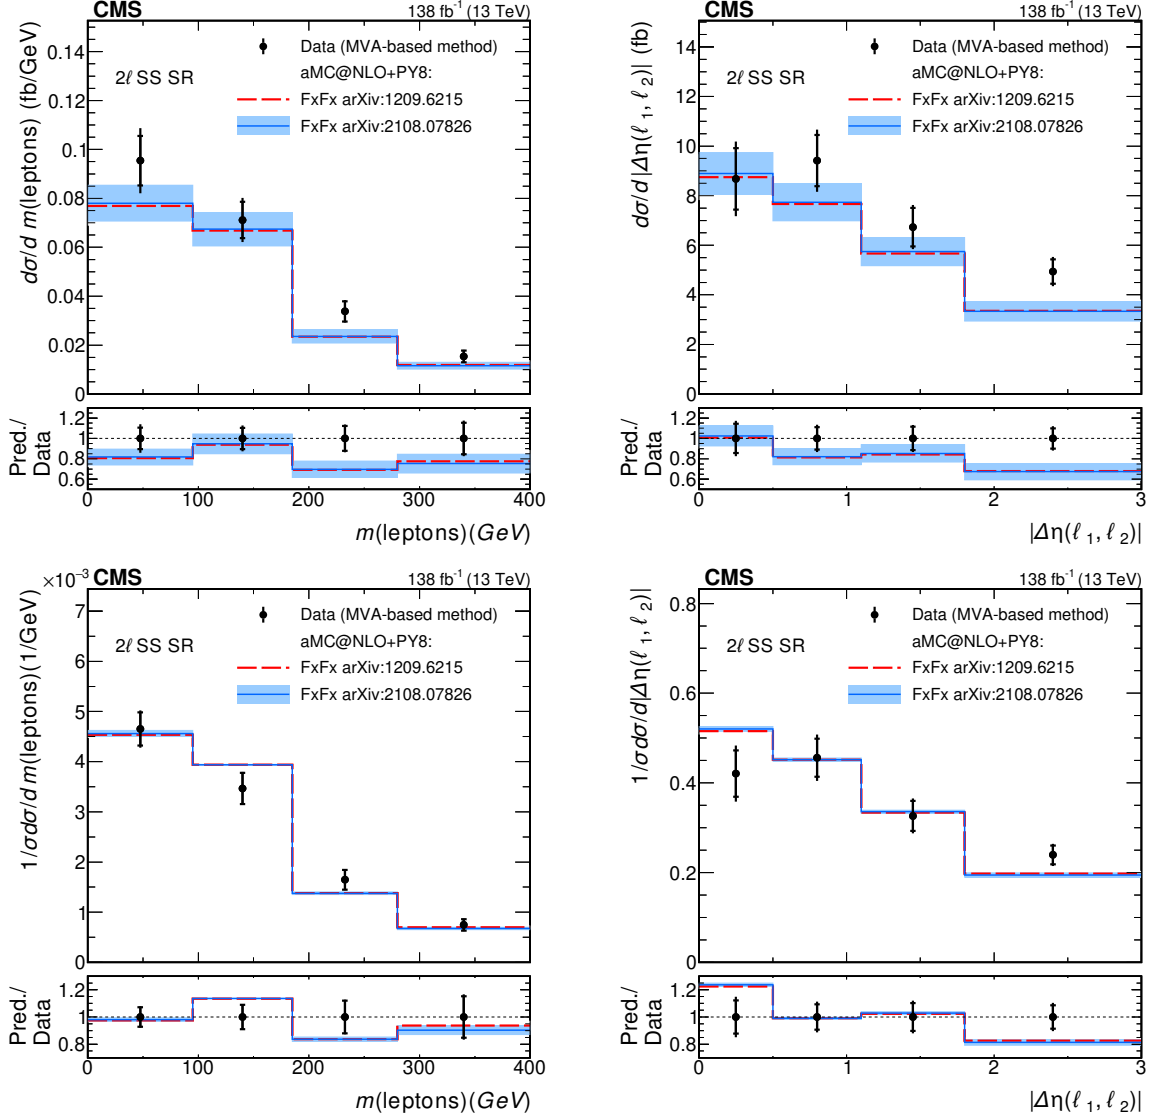 CMS 138 fb⁻¹ (13 TeV)
dσ/d m(leptons) (fb/GeV)
0.14
0.12
0.1
0.08
0.06
0.04
0.02
0
2ℓ SS SR
Data (MVA-based method)
aMC@NLO+PY8:
FxFx arXiv:1209.6215
FxFx arXiv:2108.07826
Pred./
Data
1.2
1
0.8
0.6
0 100 200 300 400
m(leptons)(GeV)
CMS 138 fb⁻¹ (13 TeV)
dσ/d|Δη(ℓ₁,ℓ₂)| (fb)
14
12
10
8
6
4
2
0
2ℓ SS SR
Data (MVA-based method)
aMC@NLO+PY8:
FxFx arXiv:1209.6215
FxFx arXiv:2108.07826
Pred./
Data
1.2
1
0.8
0.6
0 1 2 3
|Δη(ℓ₁,ℓ₂)|
×10⁻³ CMS 138 fb⁻¹ (13 TeV)
1/σdσ/d m(leptons)(1/GeV)
7
6
5
4
3
2
1
0
2ℓ SS SR
Data (MVA-based method)
aMC@NLO+PY8:
FxFx arXiv:1209.6215
FxFx arXiv:2108.07826
Pred./
Data
1.2
1
0.8
0 100 200 300 400
m(leptons)(GeV)
CMS 138 fb⁻¹ (13 TeV)
1/σdσ/d|Δη(ℓ₁,ℓ₂)|
0.8
0.6
0.4
0.2
0
2ℓ SS SR
Data (MVA-based method)
aMC@NLO+PY8:
FxFx arXiv:1209.6215
FxFx arXiv:2108.07826
Pred./
Data
1.2
1
0.8
0 1 2 3
|Δη(ℓ₁,ℓ₂)|